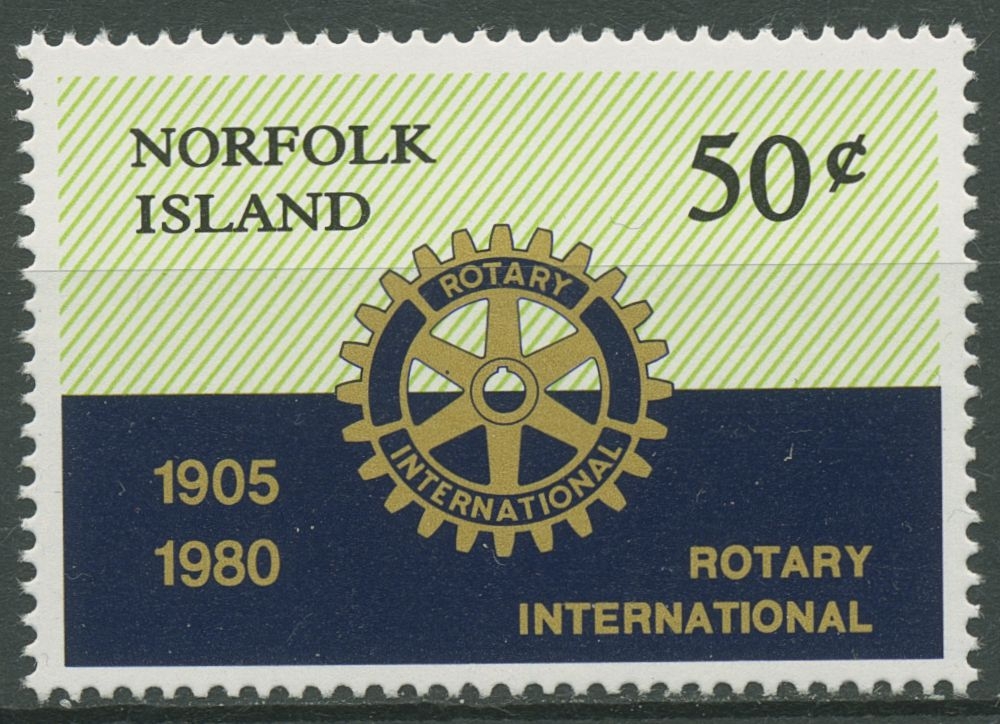 NORFOLK
ISLAND
50¢
ROTARY
INTERNATIONAL
1905
1980
ROTARY
INTERNATIONAL